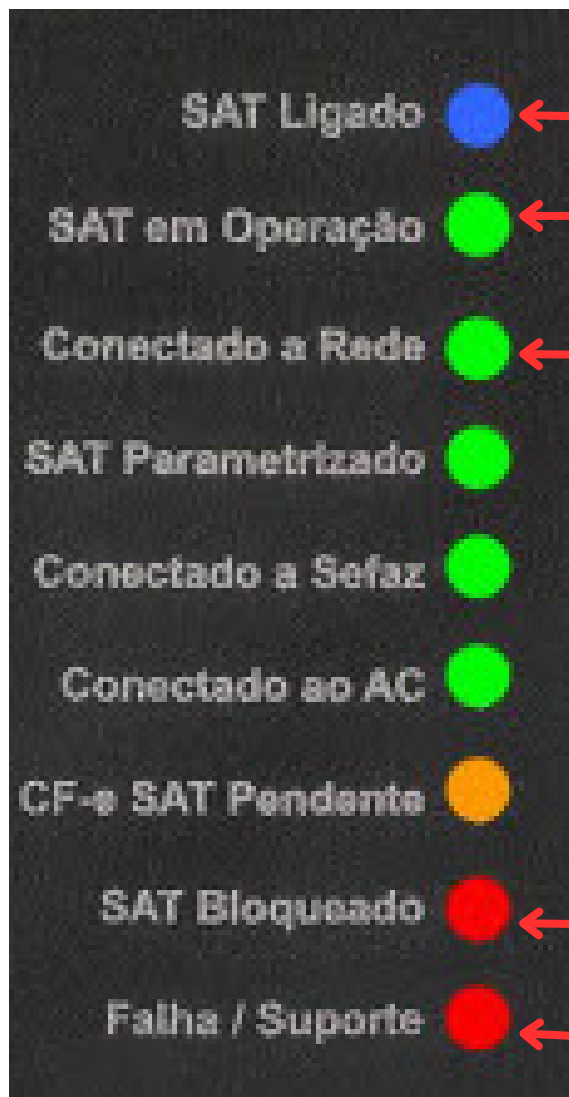 SAT Ligado
SAT em Operação
Conectado a Rede
SAT Parametrizado
Conectado a Sefaz
Conectado ao AC
CF-e SAT Pendente
SAT Bloqueado
Falha / Suporte